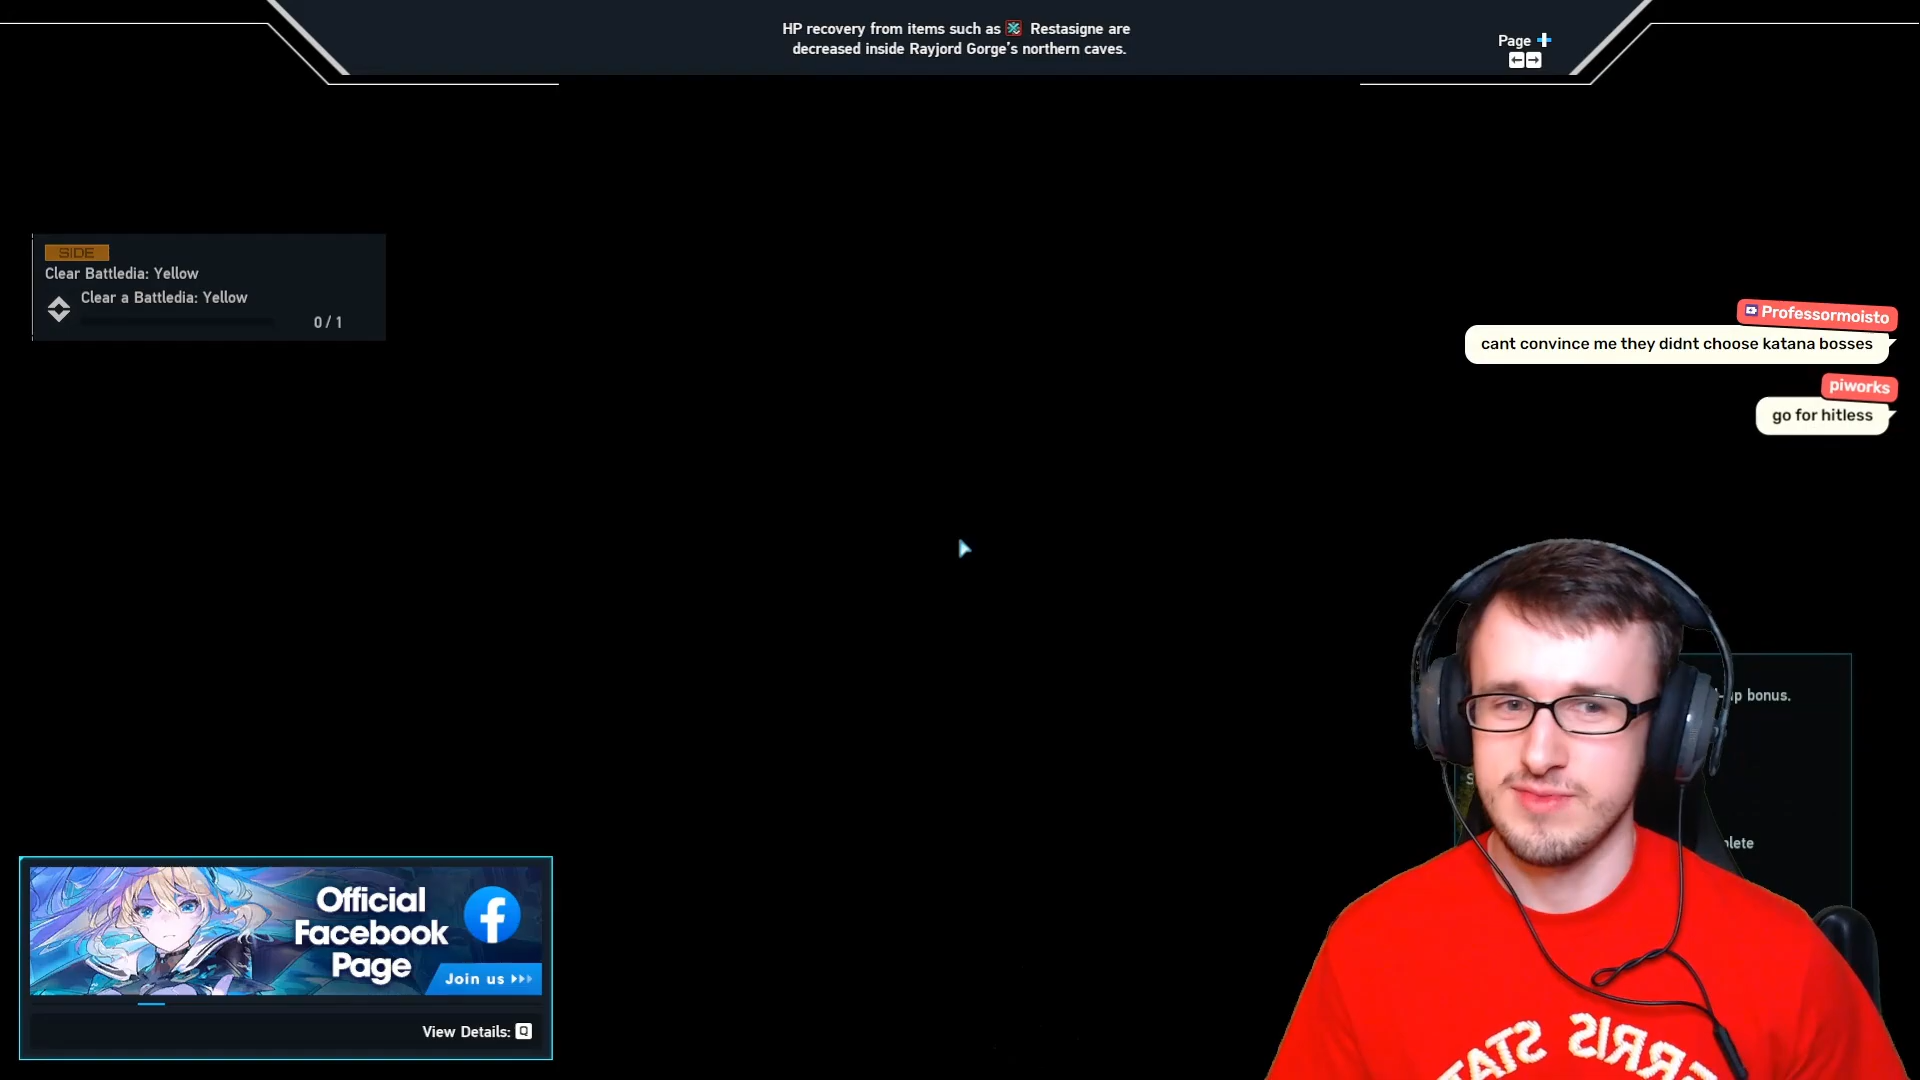 HP recovery from items such as Restasigne are
decreased inside Rayjord Gorge's northern caves.
Page
SIDE
Clear Battledia: Yellow
Clear a Battledia: Yellow
0 / 1
Professormoisto
cant convince me they didnt choose katana bosses
piworks
go for hitless
bonus.
Official
Facebook
Page
Join us
View Details: Q